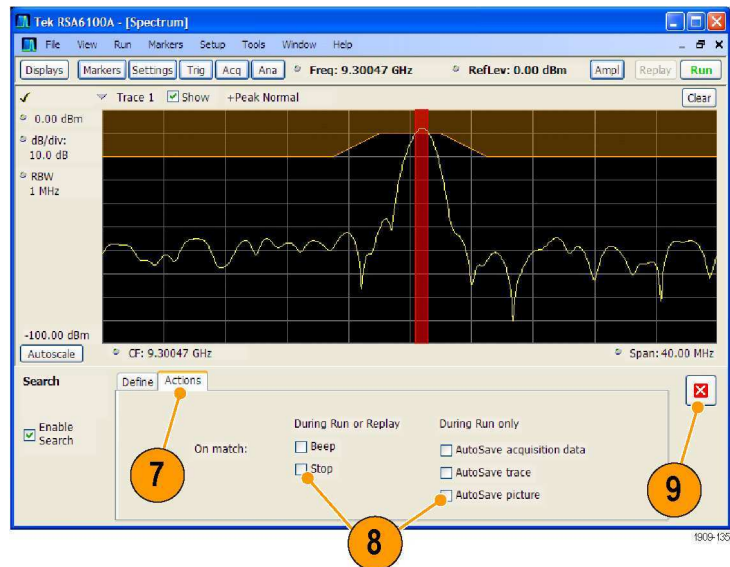 Tek RSA6100A - [Spectrum]
File View Run Markers Setup Tools Window Help
Displays Markers Settings Trig Acq Ana Freq: 9.30047 GHz RefLev: 0.00 dBm Ampl Replay Run
Trace 1 Show +Peak Normal Clear
0.00 dBm
dB/div:
10.0 dB
RBW
1 MHz
-100.00 dBm
Autoscale CF: 9.30047 GHz Span: 40.00 MHz
Search Define Actions
During Run or Replay During Run only
Enable
Search
On match: Beep AutoSave acquisition data
Stop AutoSave trace
AutoSave picture
7
8
9
1909-135